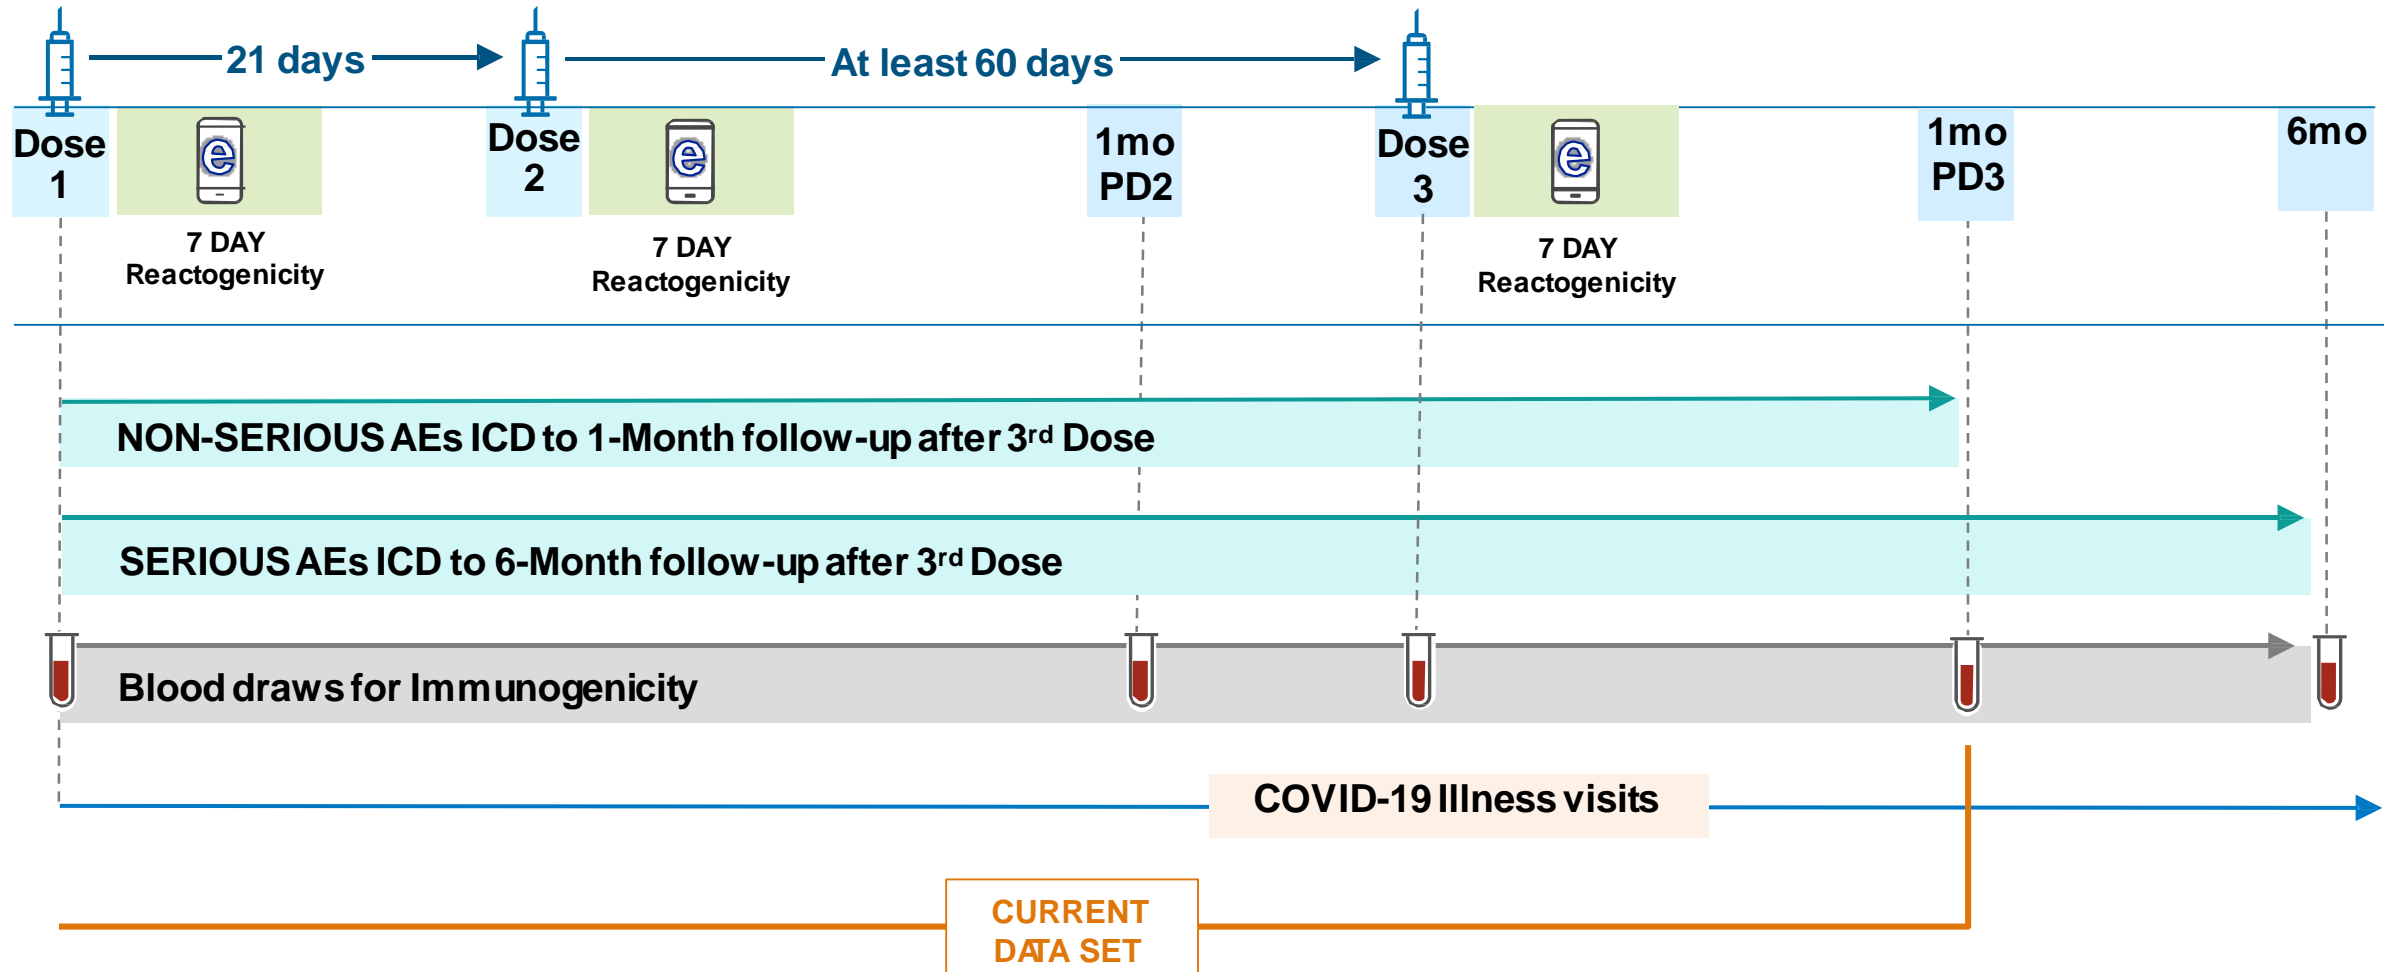 21 days
At least 60 days
Dose
1
e
Dose
2
e
1mo
PD2
Dose
3
e
1mo
PD3
6mo
7 DAY
Reactogenicity
7 DAY
Reactogenicity
7 DAY
Reactogenicity
NON-SERIOUS AEs ICD to 1-Month follow-up after 3rd Dose
SERIOUS AEs ICD to 6-Month follow-up after 3rd Dose
Blood draws for Immunogenicity
COVID-19 Illness visits
CURRENT
DATA SET